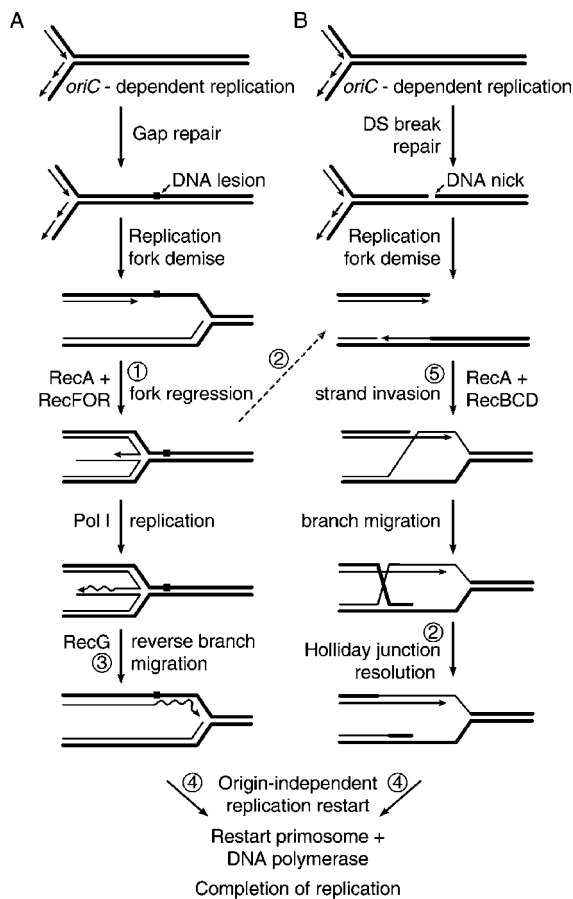 A
oriC - dependent replication
Gap repair
DNA lesion
Replication
fork demise
①
RecA +
RecFOR
fork regression
②
Pol I
replication
RecG
③
reverse branch
migration
B
oriC - dependent replication
DS break
repair
DNA nick
Replication
fork demise
⑤
strand invasion
RecA +
RecBCD
branch migration
②
Holliday junction
resolution
④ Origin-independent ④
replication restart
Restart primosome +
DNA polymerase
Completion of replication